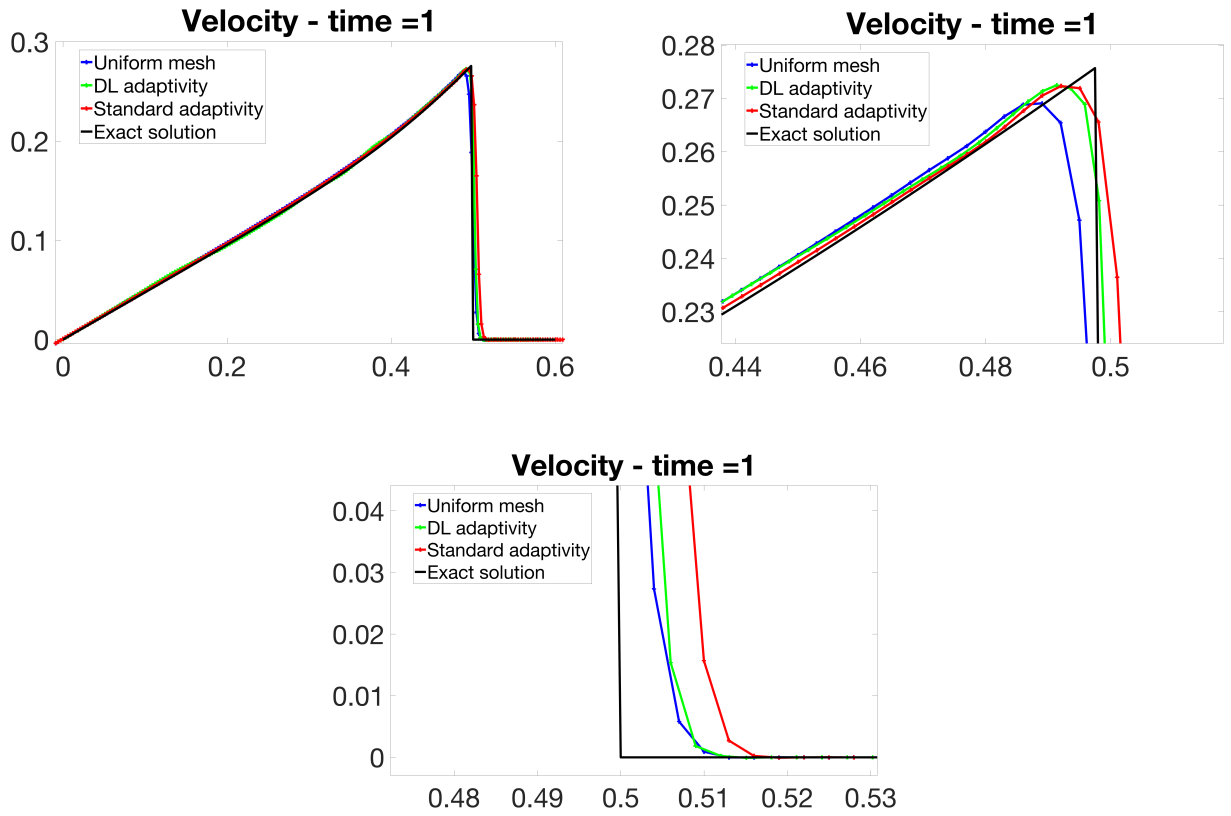 Velocity - time =1
0.3
0.2
0.1
0
0 0.2 0.4 0.6
Uniform mesh
DL adaptivity
Standard adaptivity
Exact solution
Velocity - time =1
0.28
0.27
0.26
0.25
0.24
0.23
0.44 0.46 0.48 0.5
Uniform mesh
DL adaptivity
Standard adaptivity
Exact solution
Velocity - time =1
0.04
0.03
0.02
0.01
0
0.48 0.49 0.5 0.51 0.52 0.53
Uniform mesh
DL adaptivity
Standard adaptivity
Exact solution